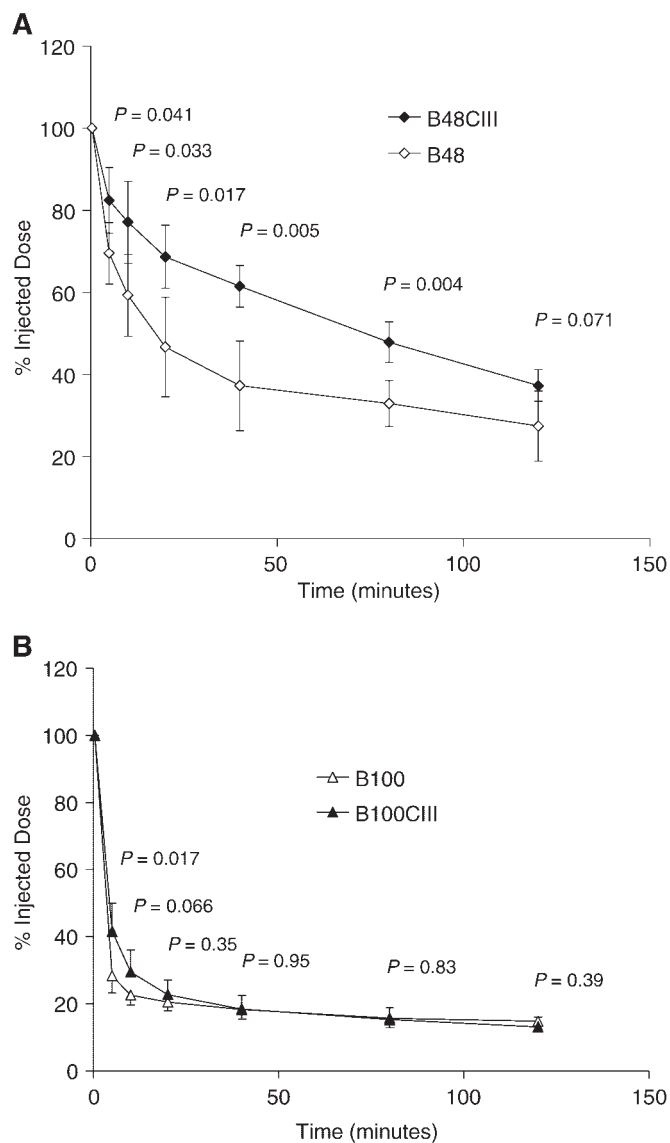 A
120
P = 0.041
B48CIII
100
P = 0.033
B48
P = 0.017
80
P = 0.005
P = 0.004
60
P = 0.071
40
20
0
% Injected Dose
0 50 100 150
Time (minutes)
B
120
100
B100
80
B100CIII
P = 0.017
60
P = 0.066
P = 0.35
40
P = 0.95
P = 0.83
P = 0.39
20
0
% Injected Dose
0 50 100 150
Time (minutes)